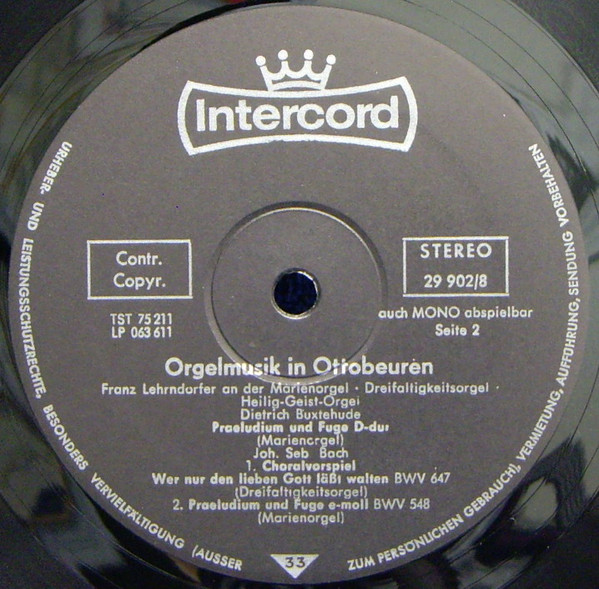 Intercord
Contr.
Copyr.
STEREO
29 902/8
TST 75 211
LP 063 611
auch MONO abspielbar
Seite 2
Orgelmusik in Ottobeuren
Franz Lehrndorfer an der Marienorgel · Dreifaltigkeitsorgel ·
Heilig-Geist-Orgel
Dietrich Buxtehude
Praeludium und Fuge D-dur
(Marienorgel)
Joh. Seb. Bach
1. Choralvorspiel
Wer nur den lieben Gott läßt walten BWV 647
(Dreifaltigkeitsorgel)
2. Praeludium und Fuge e-moll BWV 548
(Marienorgel)
33
URHEBER- UND LEISTUNGSSCHUTZRECHTE, BESONDERS VERVIELFÄLTIGUNG (AUSSER ZUM PERSÖNLICHEN GEBRAUCH), VERMIETUNG, AUFFÜHRUNG, SENDUNG VORBEHALTEN